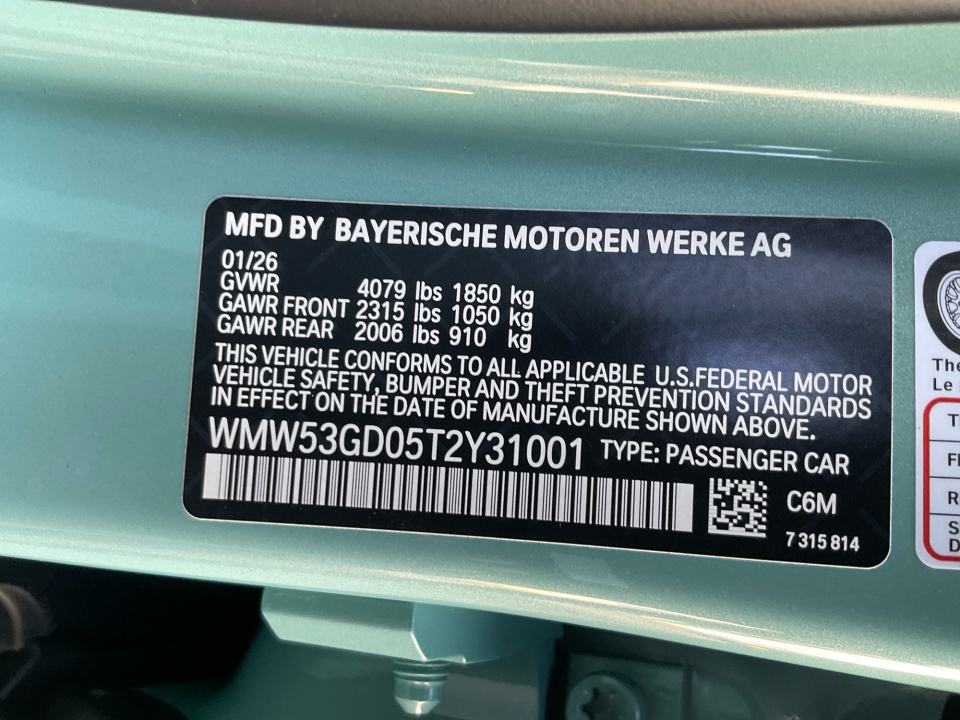 MFD BY BAYERISCHE MOTOREN WERKE AG
01/26
GVWR 4079 lbs 1850 kg
GAWR FRONT 2315 lbs 1050 kg
GAWR REAR 2006 lbs 910 kg
THIS VEHICLE CONFORMS TO ALL APPLICABLE U.S.FEDERAL MOTOR
VEHICLE SAFETY, BUMPER AND THEFT PREVENTION STANDARDS
IN EFFECT ON THE DATE OF MANUFACTURE SHOWN ABOVE.
WMW53GD05T2Y31001 TYPE: PASSENGER CAR
C6M
7 315 814
The
Le